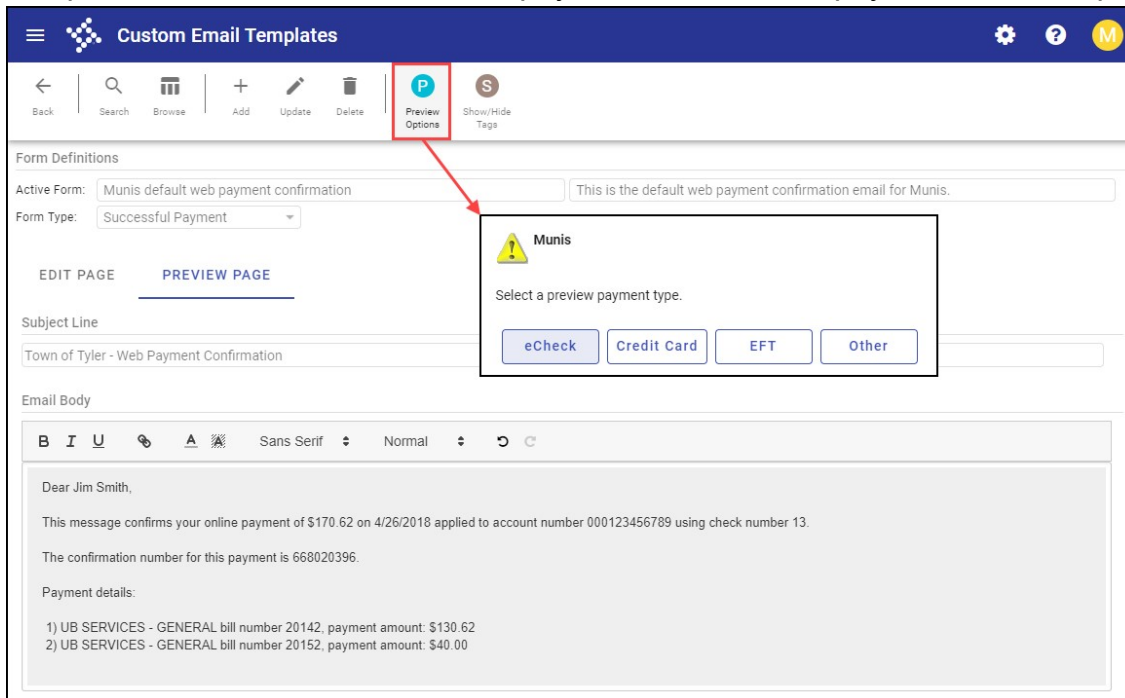 Custom Email Templates
M
Back
Search
Browse
Add
Update
Delete
P
Preview Options
S
Show/Hide Tags
Form Definitions
Active Form: Munis default web payment confirmation This is the default web payment confirmation email for Munis.
Form Type: Successful Payment
EDIT PAGE PREVIEW PAGE
Munis
Select a preview payment type.
eCheck Credit Card EFT Other
Subject Line
Town of Tyler - Web Payment Confirmation
Email Body
B I U A A Sans Serif Normal
Dear Jim Smith,
This message confirms your online payment of $170.62 on 4/26/2018 applied to account number 000123456789 using check number 13.
The confirmation number for this payment is 668020396.
Payment details:
1) UB SERVICES - GENERAL bill number 20142, payment amount: $130.62
2) UB SERVICES - GENERAL bill number 20152, payment amount: $40.00